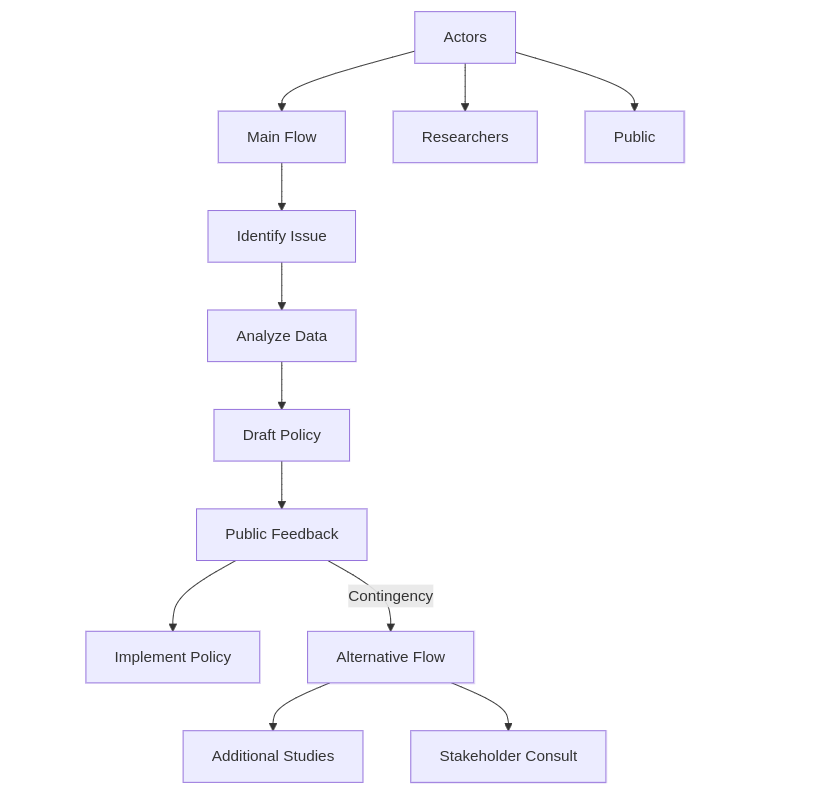 Actors
Main Flow
Researchers
Public
Identify Issue
Analyze Data
Draft Policy
Public Feedback
Contingency
Implement Policy
Alternative Flow
Additional Studies
Stakeholder Consult